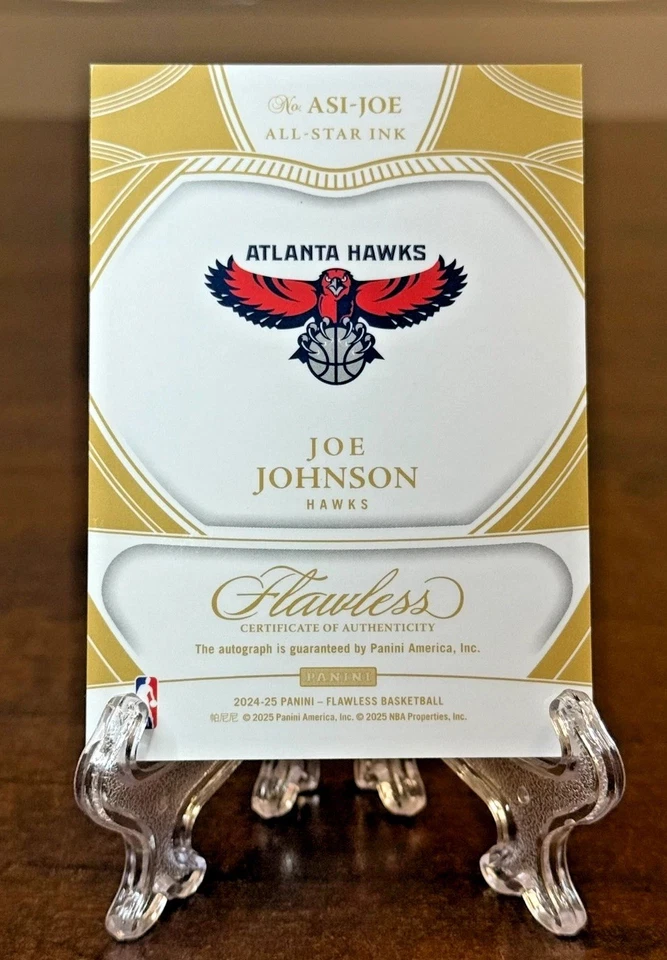 No. ASI-JOE
ALL-STAR INK
ATLANTA HAWKS
JOE
JOHNSON
HAWKS
Flawless
CERTIFICATE OF AUTHENTICITY
The autograph is guaranteed by Panini America, Inc.
PANINI
2024-25 PANINI – FLAWLESS BASKETBALL
帕尼尼 © 2025 Panini America, Inc. © 2025 NBA Properties, Inc.